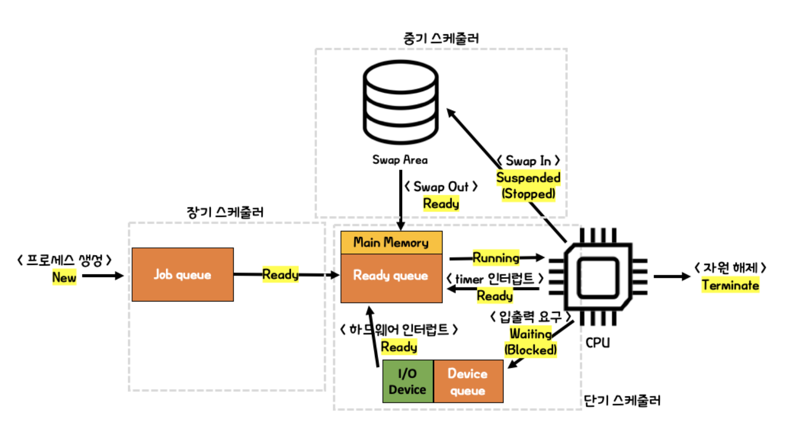 중기 스케줄러
Swap Area
< Swap In >
Suspended
(Stopped)
< Swap Out >
Ready
장기 스케줄러
< 프로세스 생성 >
New
Job queue
Ready
Main Memory
Ready queue
Running
< timer 인터럽트 >
Ready
< 자원 해제 >
Terminate
< 입출력 요구 >
Waiting
(Blocked)
CPU
< 하드웨어 인터럽트 >
Ready
I/O
Device
Device
queue
단기 스케줄러